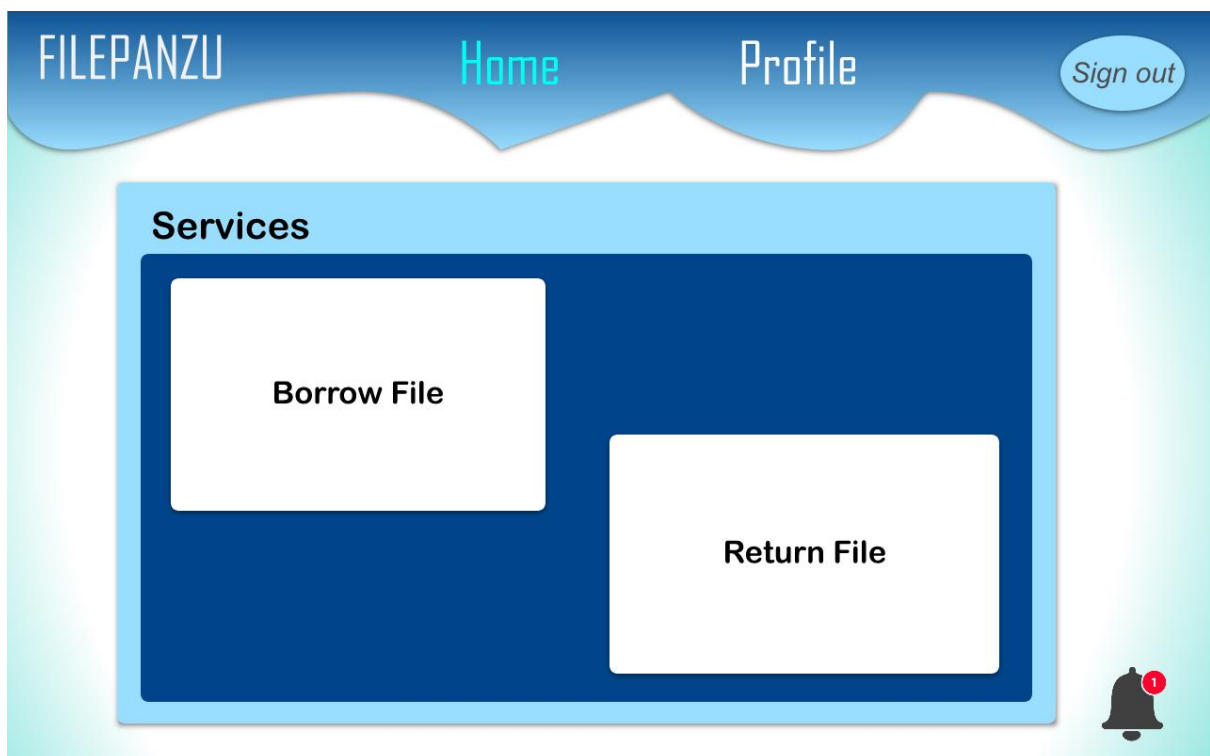 FILEPANZU Home Profile Sign out
Services
Borrow File
Return File
1